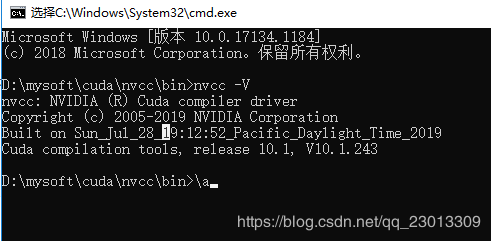 选择C:\Windows\System32\cmd.exe
Microsoft Windows [版本 10.0.17134.1184]
(c) 2018 Microsoft Corporation。保留所有权利。
D:\mysoft\cuda\nvcc\bin>nvcc -V
nvcc: NVIDIA (R) Cuda compiler driver
Copyright (c) 2005-2019 NVIDIA Corporation
Built on Sun_Jul_28_19:12:52_Pacific_Daylight_Time_2019
Cuda compilation tools, release 10.1, V10.1.243
D:\mysoft\cuda\nvcc\bin>\a
https://blog.csdn.net/qq_23013309